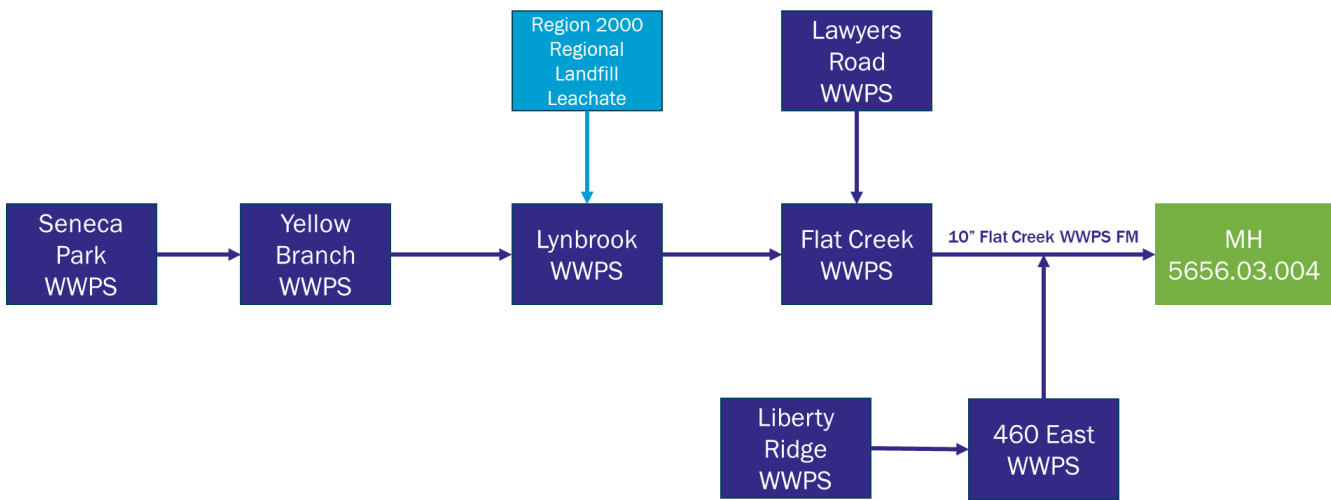 Region 2000
Regional
Landfill
Leachate
Lawyers
Road
WWPS
Seneca
Park
WWPS
Yellow
Branch
WWPS
Lynbrook
WWPS
Flat Creek
WWPS
10" Flat Creek WWPS FM
MH
5656.03.004
Liberty
Ridge
WWPS
460 East
WWPS